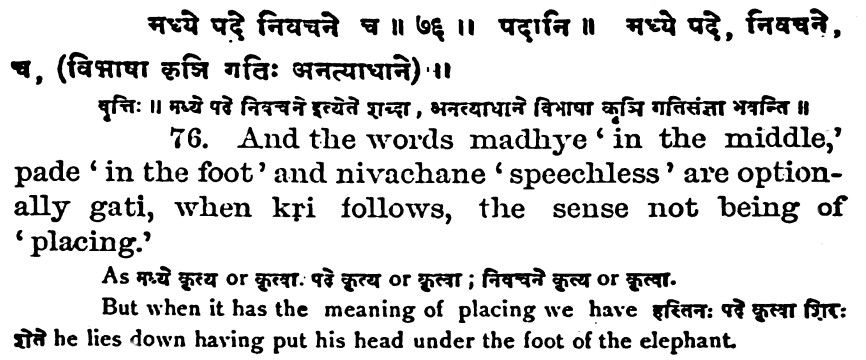 मध्ये पदे निवचने च ॥ ७६ ॥ पदानि ॥ मध्ये पदे, निवचने,
च, (विभाषा कृञि गतिः अनत्याधाने) ॥
वृत्तिः ॥ मध्ये पदे निवचने इत्येते शब्दा, अनत्याधाने विभाषा कृञि गतिसंज्ञा भवन्ति ॥
76. And the words madhye ‘ in the middle,’
pade ‘ in the foot ’ and nivachane ‘ speechless ’ are option-
ally gati, when kṛi follows, the sense not being of
‘ placing.’
As मध्ये कृत्य or कृत्वा. पदे कृत्य or कृत्वा ; निवचने कृत्य or कृत्वा.
But when it has the meaning of placing we have हस्तिनः पदे कृत्वा शिरः
शेते he lies down having put his head under the foot of the elephant.